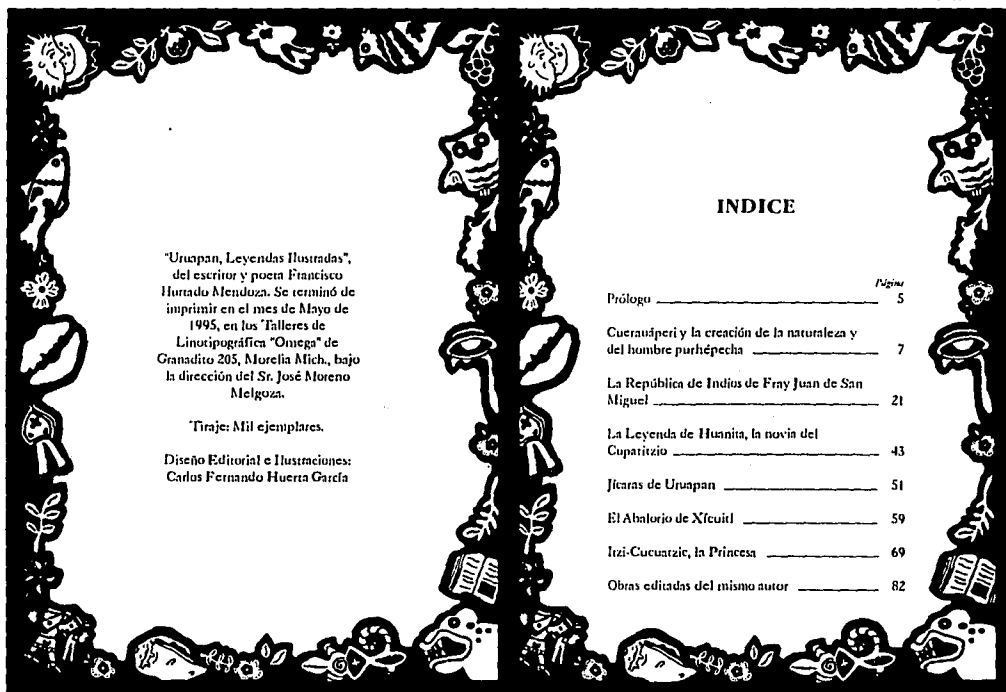 "Uruapan, Leyendas Ilustradas",
del escritor y poeta Francisco
Hurtado Mendoza. Se terminó de
imprimir en el mes de Mayo de
1995, en los Talleres de
Linotipográfica "Omega" de
Granadito 205, Morelia Mich., bajo
la dirección del Sr. José Moreno
Melgoza.
Tiraje: Mil ejemplares.
Diseño Editorial e Ilustraciones:
Carlos Fernando Huerta García
INDICE
Página
Prólogo 5
Cuerauáperi y la creación de la naturaleza y
del hombre purhépecha 7
La República de Indios de Fray Juan de San
Miguel 21
La Leyenda de Huanita, la novia del
Cupatitzio 43
Jícaras de Uruapan 51
El Abalorio de Xícuitl 59
Itzi-Cucuatzic, la Princesa 69
Obras editadas del mismo autor 82